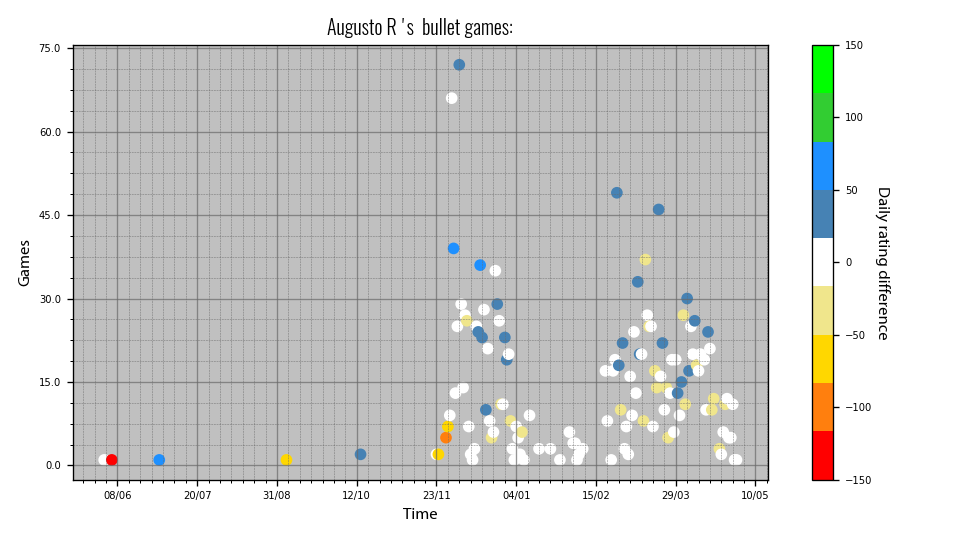 Augusto R 's bullet games:
75.0
60.0
45.0
30.0
15.0
0.0
Games
08/06 20/07 31/08 12/10 23/11 04/01 15/02 29/03 10/05
Time
150
100
50
0
−50
−100
−150
Daily rating difference